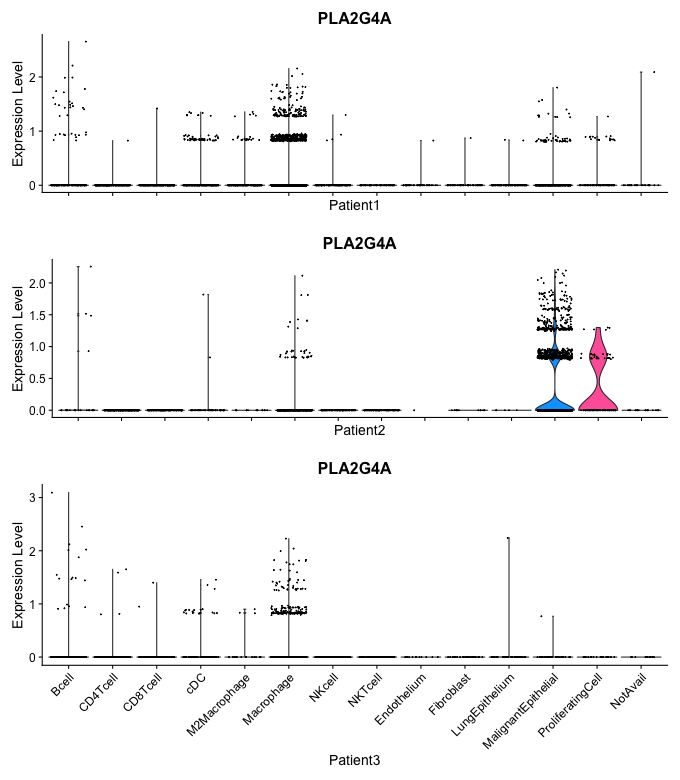 PLA2G4A
Expression Level
2
1
0
Patient1
PLA2G4A
Expression Level
2.0
1.5
1.0
0.5
0.0
Patient2
PLA2G4A
Expression Level
3
2
1
0
Bcell
CD4Tcell
CD8Tcell
cDC
M2Macrophage
Macrophage
NKcell
NKTcell
Endothelium
Fibroblast
LungEpithelium
MalignantEpithelial
ProliferatingCell
NotAvail
Patient3